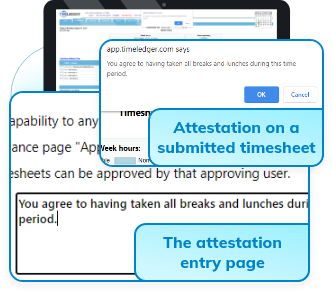 TIMELEDGER
app.timeledger.com says
You agree to having taken all breaks and lunches during this time
period.
OK
Cancel
Timesh
Week hours:
Attestation on a
submitted timesheet
apability to any
ance page "App
esheets can be approved by that approving user.
You agree to having taken all breaks and lunches duri
period.
The attestation
entry page